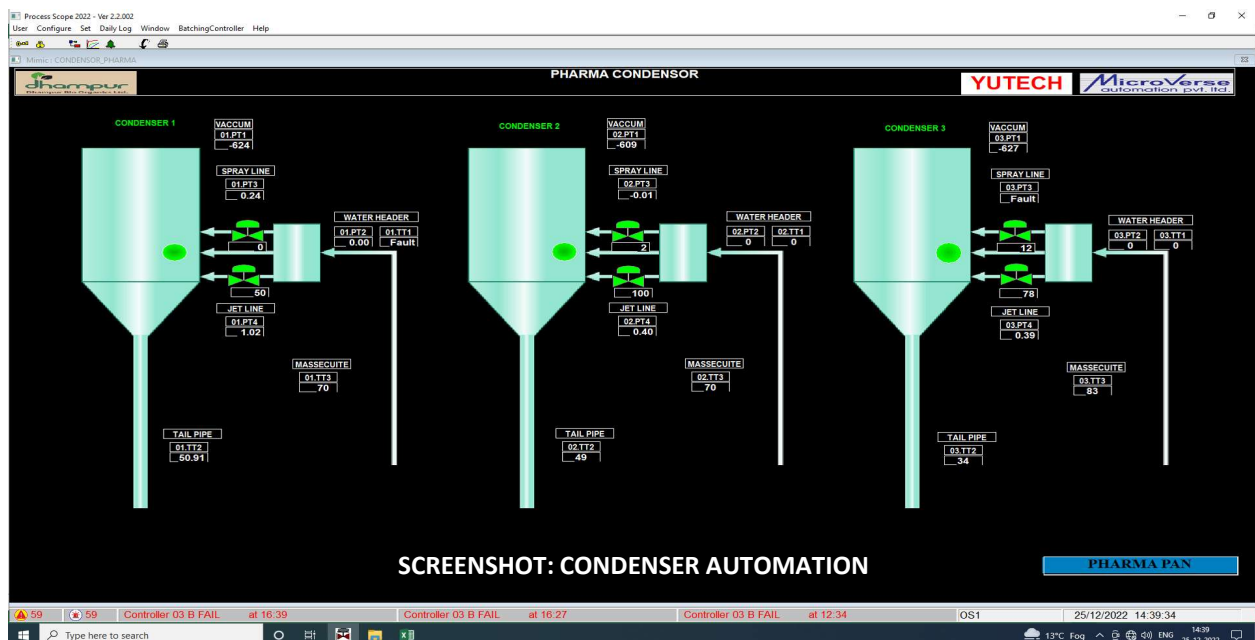 Process Scope 2022 - Ver 2.2.002
User Configure Set Daily Log Window BatchingController Help
Mimic : CONDENSOR_PHARMA
dhampur
Dhampur Bio Organics Ltd.
PHARMA CONDENSOR
YUTECH
MicroVerse
automation pvt. ltd.
CONDENSER 1
VACCUM
01.PT1
-624
SPRAY LINE
01.PT3
0.24
WATER HEADER
01.PT2 01.TT1
0.00 Fault
0
50
JET LINE
01.PT4
1.02
MASSECUITE
01.TT3
70
TAIL PIPE
01.TT2
50.91
CONDENSER 2
VACCUM
02.PT1
-609
SPRAY LINE
02.PT3
-0.01
WATER HEADER
02.PT2 02.TT1
0 0
2
100
JET LINE
02.PT4
0.40
MASSECUITE
02.TT3
70
TAIL PIPE
02.TT2
49
CONDENSER 3
VACCUM
03.PT1
-627
SPRAY LINE
03.PT3
Fault
WATER HEADER
03.PT2 03.TT1
0 0
12
78
JET LINE
03.PT4
0.39
MASSECUITE
03.TT3
83
TAIL PIPE
03.TT2
34
SCREENSHOT: CONDENSER AUTOMATION
PHARMA PAN
59 59 Controller 03 B FAIL at 16:39 Controller 03 B FAIL at 16:27 Controller 03 B FAIL at 12:34 OS1 25/12/2022 14:39:34
Type here to search
13°C Fog ENG
14:39
25-12-2022